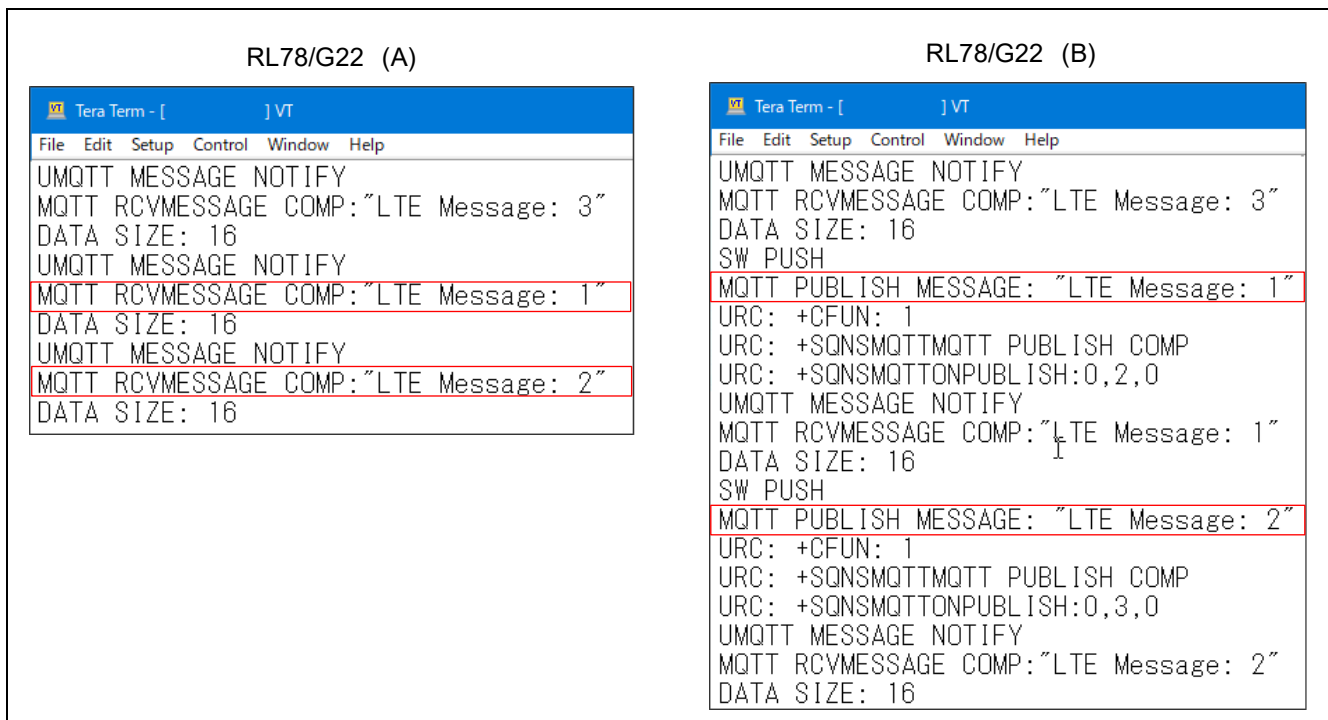 RL78/G22 (A)
Tera Term - [ ] VT
File Edit Setup Control Window Help
UMQTT MESSAGE NOTIFY
MQTT RCVMESSAGE COMP:"LTE Message: 3"
DATA SIZE: 16
UMQTT MESSAGE NOTIFY
MQTT RCVMESSAGE COMP:"LTE Message: 1"
DATA SIZE: 16
UMQTT MESSAGE NOTIFY
MQTT RCVMESSAGE COMP:"LTE Message: 2"
DATA SIZE: 16
RL78/G22 (B)
Tera Term - [ ] VT
File Edit Setup Control Window Help
UMQTT MESSAGE NOTIFY
MQTT RCVMESSAGE COMP:"LTE Message: 3"
DATA SIZE: 16
SW PUSH
MQTT PUBLISH MESSAGE: "LTE Message: 1"
URC: +CFUN: 1
URC: +SQNSMQTTMQTT PUBLISH COMP
URC: +SQNSMQTTONPUBLISH:0,2,0
UMQTT MESSAGE NOTIFY
MQTT RCVMESSAGE COMP:"LTE Message: 1"
DATA SIZE: 16
SW PUSH
MQTT PUBLISH MESSAGE: "LTE Message: 2"
URC: +CFUN: 1
URC: +SQNSMQTTMQTT PUBLISH COMP
URC: +SQNSMQTTONPUBLISH:0,3,0
UMQTT MESSAGE NOTIFY
MQTT RCVMESSAGE COMP:"LTE Message: 2"
DATA SIZE: 16